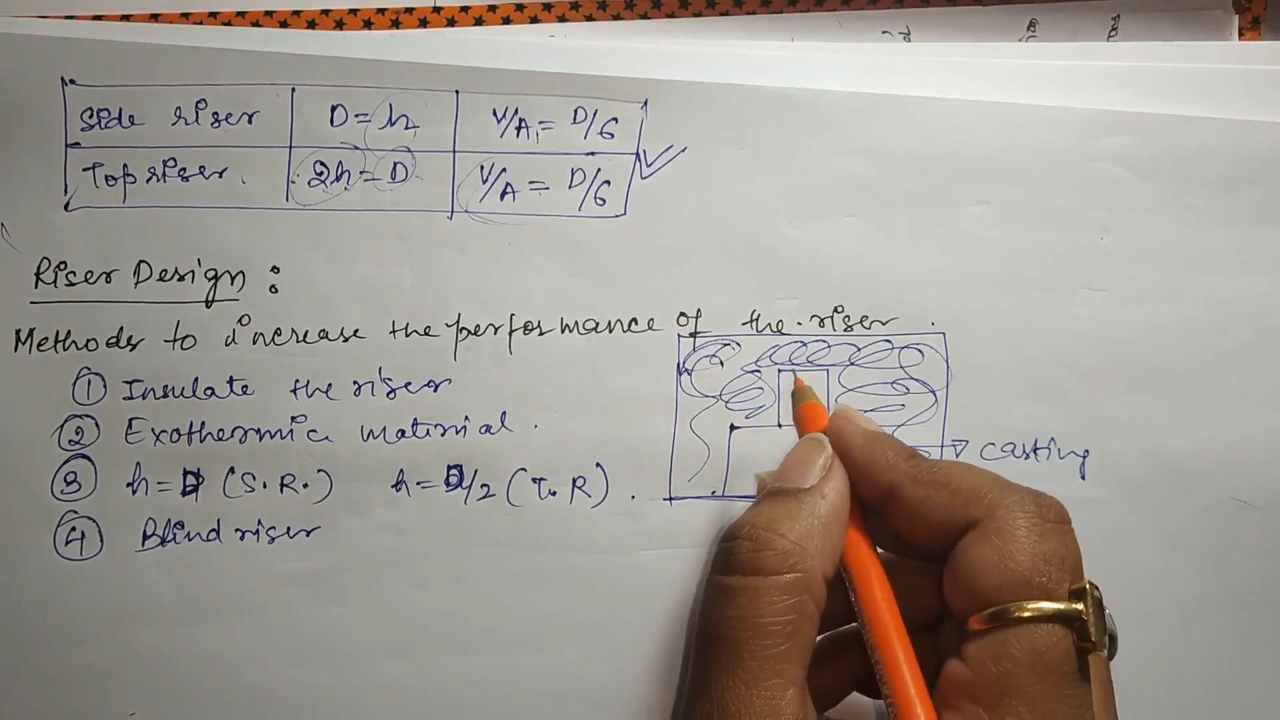 Side riser D=h V/A = D/6
Top riser. 2h=D V/A = D/6
Riser Design :
Methods to increase the performance of the riser.
① Insulate the riser
② Exothermic material.
casting
③ h=D (S.R.) h=D/2 (T.R).
④ Blind riser